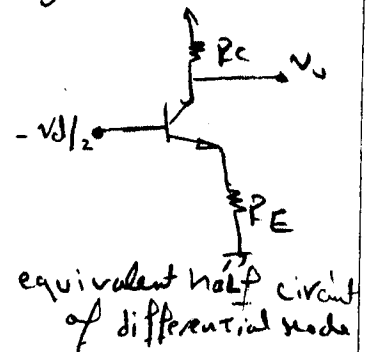 Rc
Vo
- Vd/2
RE
equivalent half circuit
of differential mode